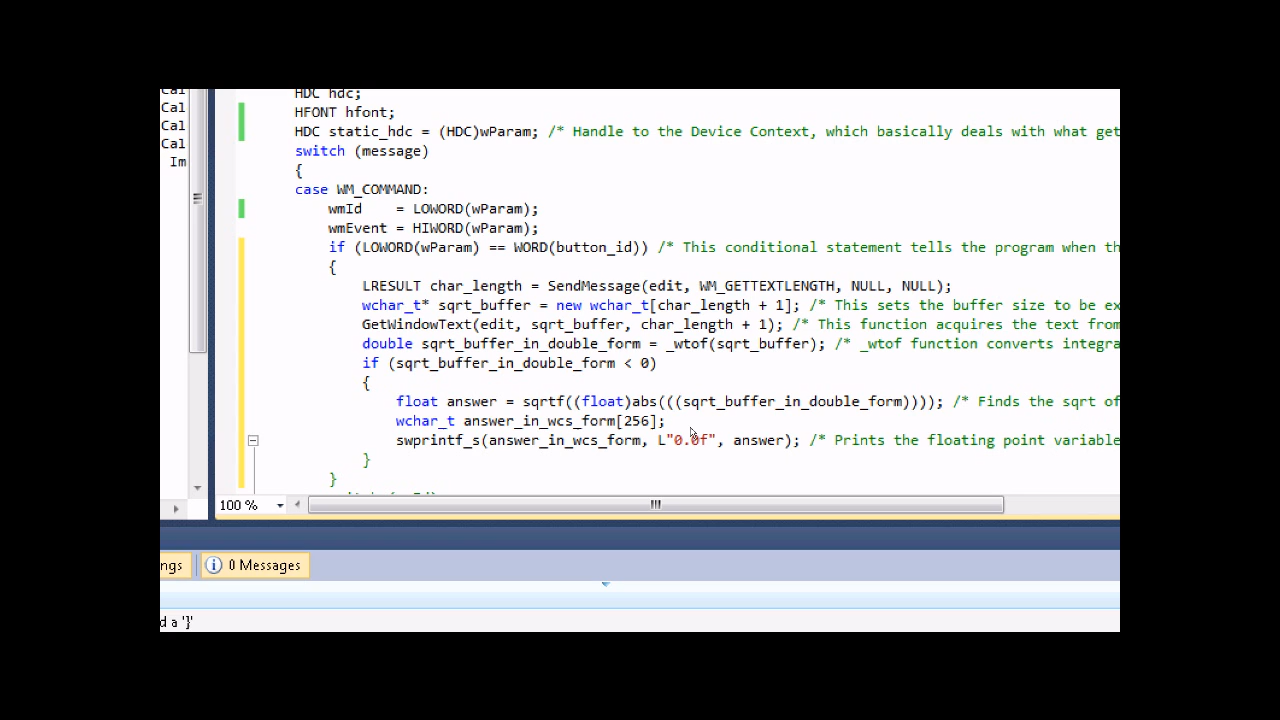 Cal
Cal
Cal
Cal
Im
HDC hdc;
HFONT hfont;
HDC static_hdc = (HDC)wParam; /* Handle to the Device Context, which basically deals with what get
switch (message)
{
case WM_COMMAND:
wmId    = LOWORD(wParam);
wmEvent = HIWORD(wParam);
if (LOWORD(wParam) == WORD(button_id)) /* This conditional statement tells the program when th
{
LRESULT char_length = SendMessage(edit, WM_GETTEXTLENGTH, NULL, NULL);
wchar_t* sqrt_buffer = new wchar_t[char_length + 1]; /* This sets the buffer size to be ex
GetWindowText(edit, sqrt_buffer, char_length + 1); /* This function acquires the text from
double sqrt_buffer_in_double_form = _wtof(sqrt_buffer); /* _wtof function converts integra
if (sqrt_buffer_in_double_form < 0)
{
float answer = sqrtf((float)abs(((sqrt_buffer_in_double_form)))); /* Finds the sqrt of
wchar_t answer_in_wcs_form[256];
swprintf_s(answer_in_wcs_form, L"0.0f", answer); /* Prints the floating point variable
}
}
100 %
ngs
0 Messages
d a '}'